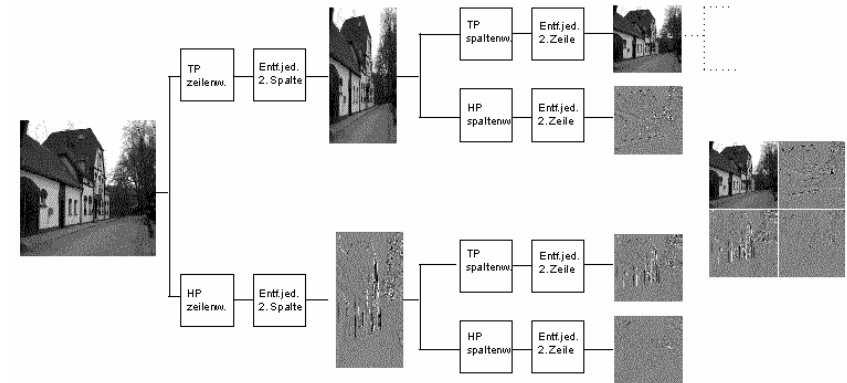 TP
zeilenw.
Entf.jed.
2.Spalte
TP
spaltenw.
Entf.jed.
2.Zeile
HP
spaltenw.
Entf.jed.
2.Zeile
HP
zeilenw.
Entf.jed.
2.Spalte
TP
spaltenw.
Entf.jed.
2.Zeile
HP
spaltenw
Entf.jed.
2.Zeile